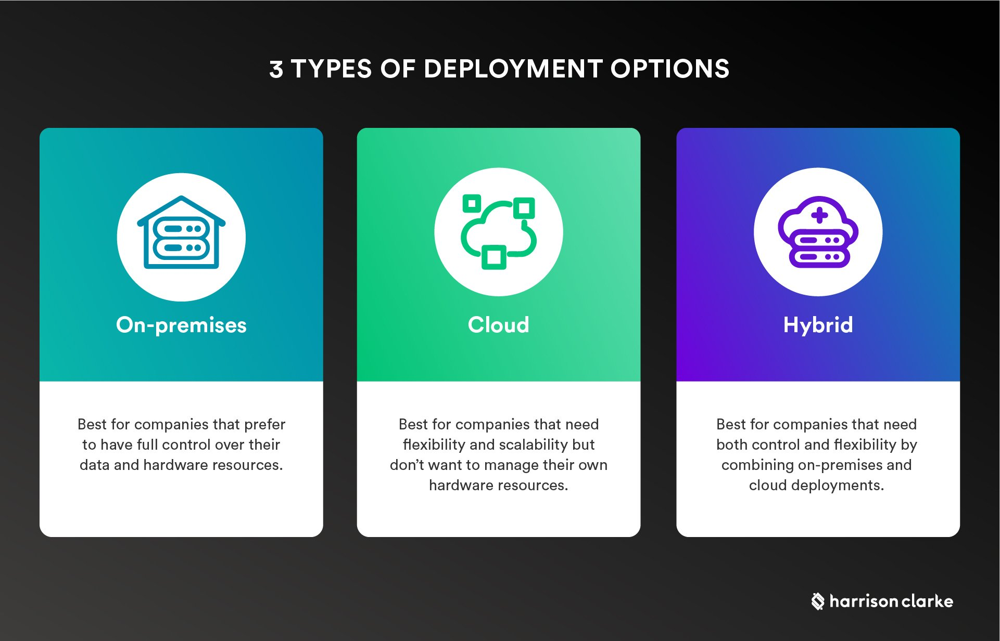 3 TYPES OF DEPLOYMENT OPTIONS
On-premises
Best for companies that prefer
to have full control over their
data and hardware resources.
Cloud
Best for companies that need
flexibility and scalability but
don’t want to manage their own
hardware resources.
Hybrid
Best for companies that need
both control and flexibility by
combining on-premises and
cloud deployments.
harrison clarke